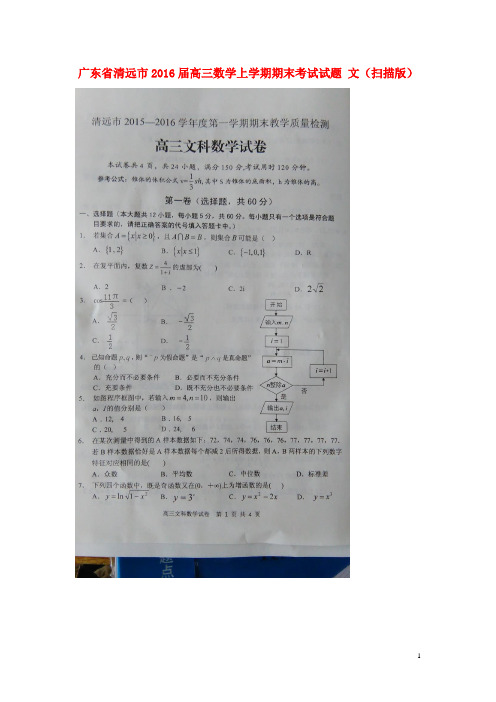 广东省清远市2016届高三数学上学期期末考试试题 文（扫描版）
清远市2015—2016学年度第一学期期末教学质量检测
高三文科数学试卷
本试卷共4页，共24小题，满分150分，考试用时120分钟。
参考公式：锥体的体积公式v=1/3 sh，其中S为锥体的底面积，h为锥体的高。
第一卷（选择题，共60分）
一、选择题（本大题共12小题，每小题5分，共60分。每小题只有一个选项是符合题
目要求的，请把正确答案的代号填入答题卡中。）
1. 若集合A={x|x≥0}，且A∩B=B，则集合B可能是（ ）
A. {1,2} B. {x|x≤1} C. {-1,0,1} D. R
2. 在复平面内，复数Z=4/(1+i)的虚部为( )
A. 2 B. -2 C. 2i D. 2√2
3. cos 11π/3 =（ ）
A. √3/2 B. -√3/2
C. 1/2 D. -1/2
4. 已知命题p,q，则“¬p为假命题”是“p∧q是真命题”
的（ ）
A. 充分而不必要条件 B. 必要而不充分条件
C. 充要条件 D. 既不充分也不必要条件
5. 如图程序框图中，若输入m=4,n=10，则输出
a，i的值分别是（ ）
A. 12, 4 B. 16, 5
C. 20, 5 D. 24, 6
开始
输入m,n
i=1
a=m·i
i=i+1
n整除a
否
是
输出a,i
结束
6. 在某次测量中得到的A样本数据如下：72，74，74，76，76，76，77，77，77，77．
若B样本数据恰好是A样本数据每个都减2后所得数据，则A、B两样本的下列数字
特征对应相同的是( )
A. 众数 B. 平均数 C. 中位数 D. 标准差
7. 下列四个函数中，既是奇函数又在(0，+∞)上为增函数的是( )
A. y=ln√1-x² B. y=3ˣ C. y=x²-2x D. y=x³
高三文科数学试卷 第 1 页 共 4 页
1